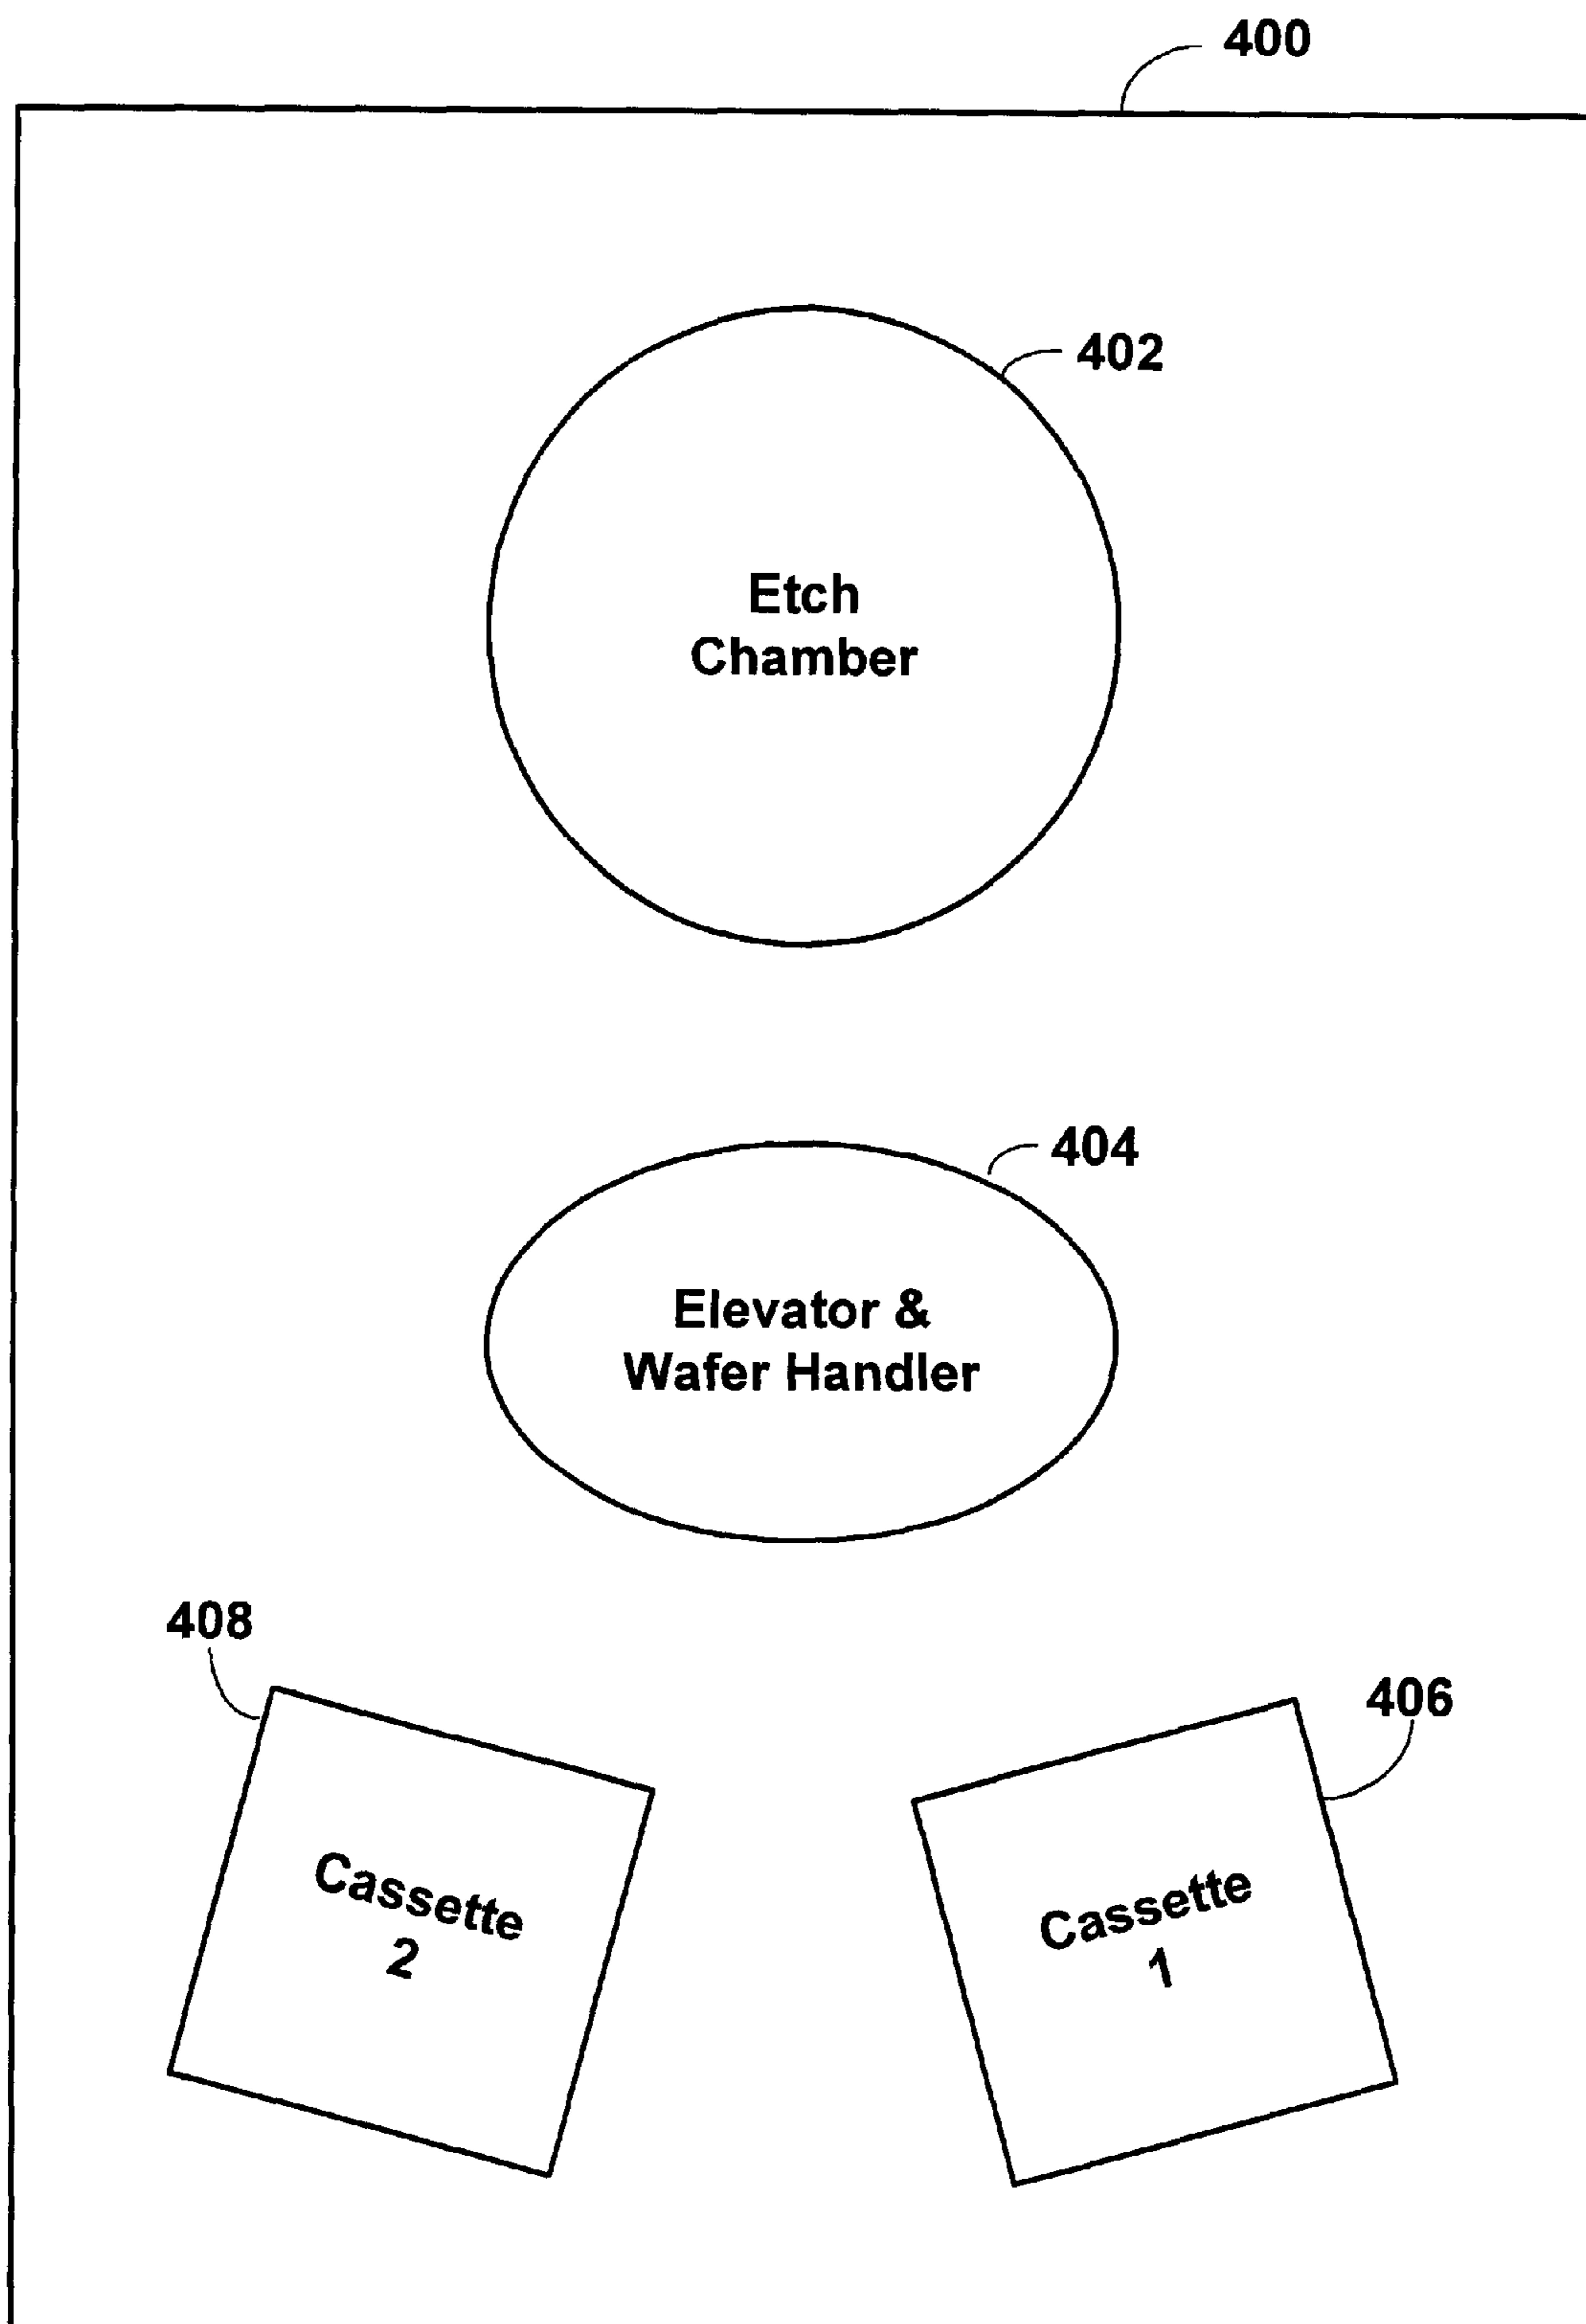 400
402
Etch
Chamber
404
Elevator &
Wafer Handler
408
406
Cassette
2
Cassette
1